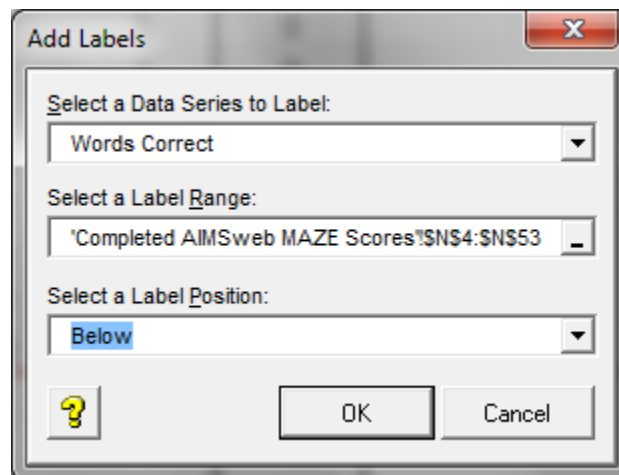 Add Labels
Select a Data Series to Label:
Words Correct
Select a Label Range:
'Completed AIMSweb MAZE Scores'!$N$4:$N$53
Select a Label Position:
Below
OK
Cancel